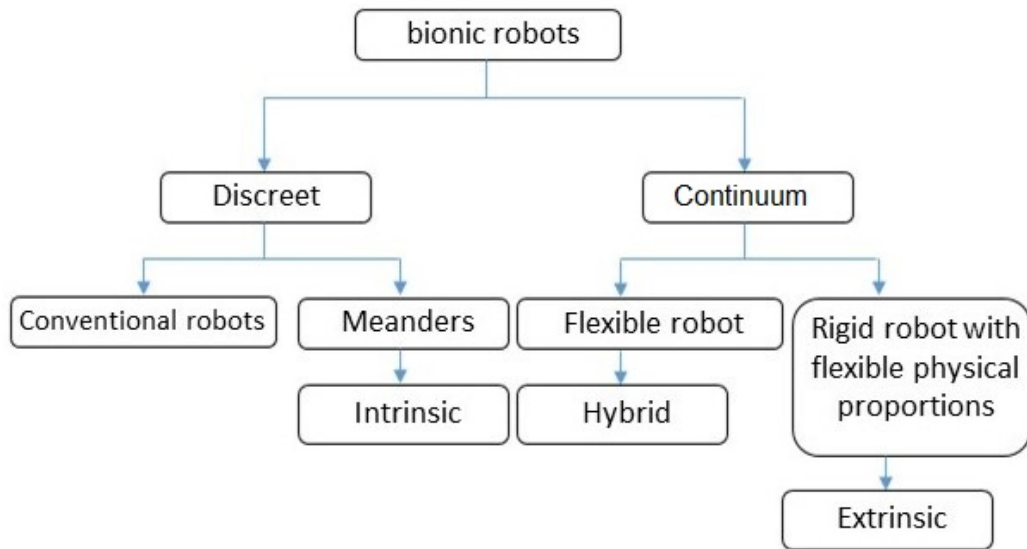 bionic robots
Discreet
Continuum
Conventional robots
Meanders
Flexible robot
Rigid robot with
flexible physical
proportions
Intrinsic
Hybrid
Extrinsic